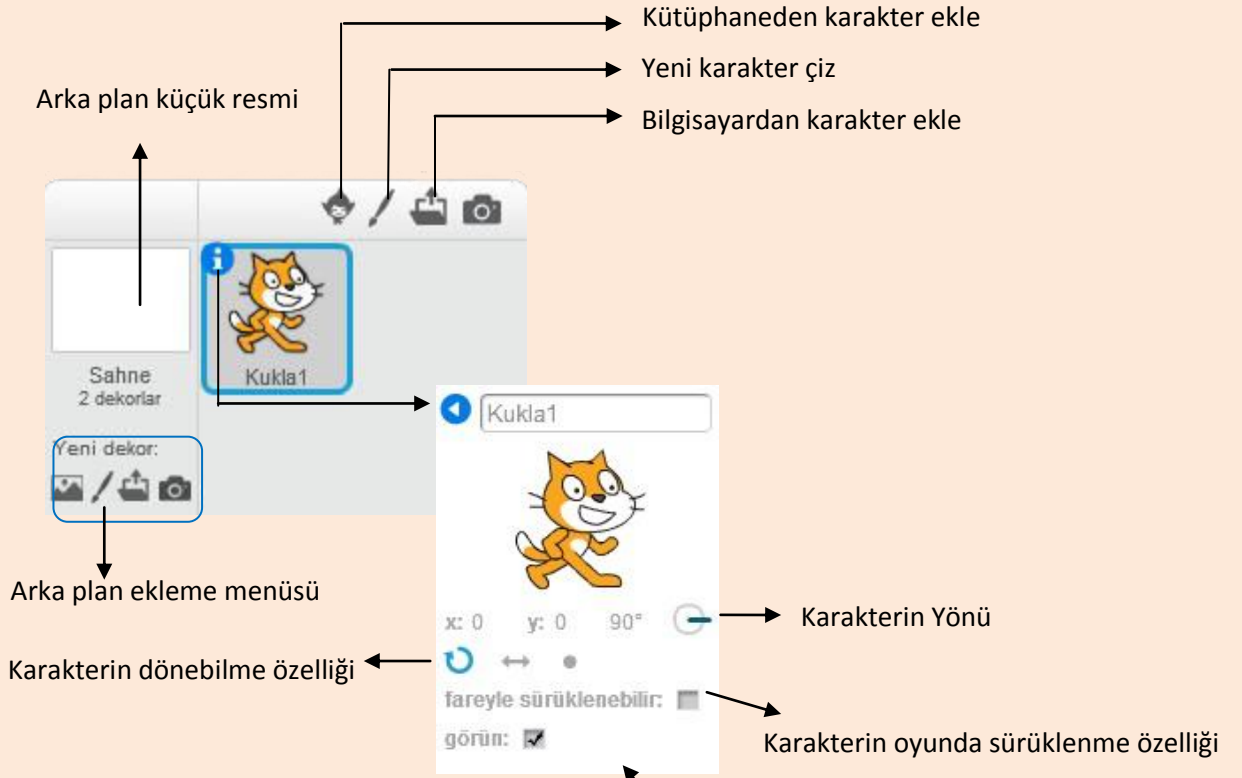 Kütüphaneden karakter ekle
Yeni karakter çiz
Arka plan küçük resmi
Bilgisayardan karakter ekle
Sahne
2 dekorlar
Kukla1
Yeni dekor:
Kukla1
Arka plan ekleme menüsü
x: 0 y: 0 90°
Karakterin Yönü
Karakterin dönebilme özelliği
fareyle sürüklenebilir:
görün:
Karakterin oyunda sürüklenme özelliği